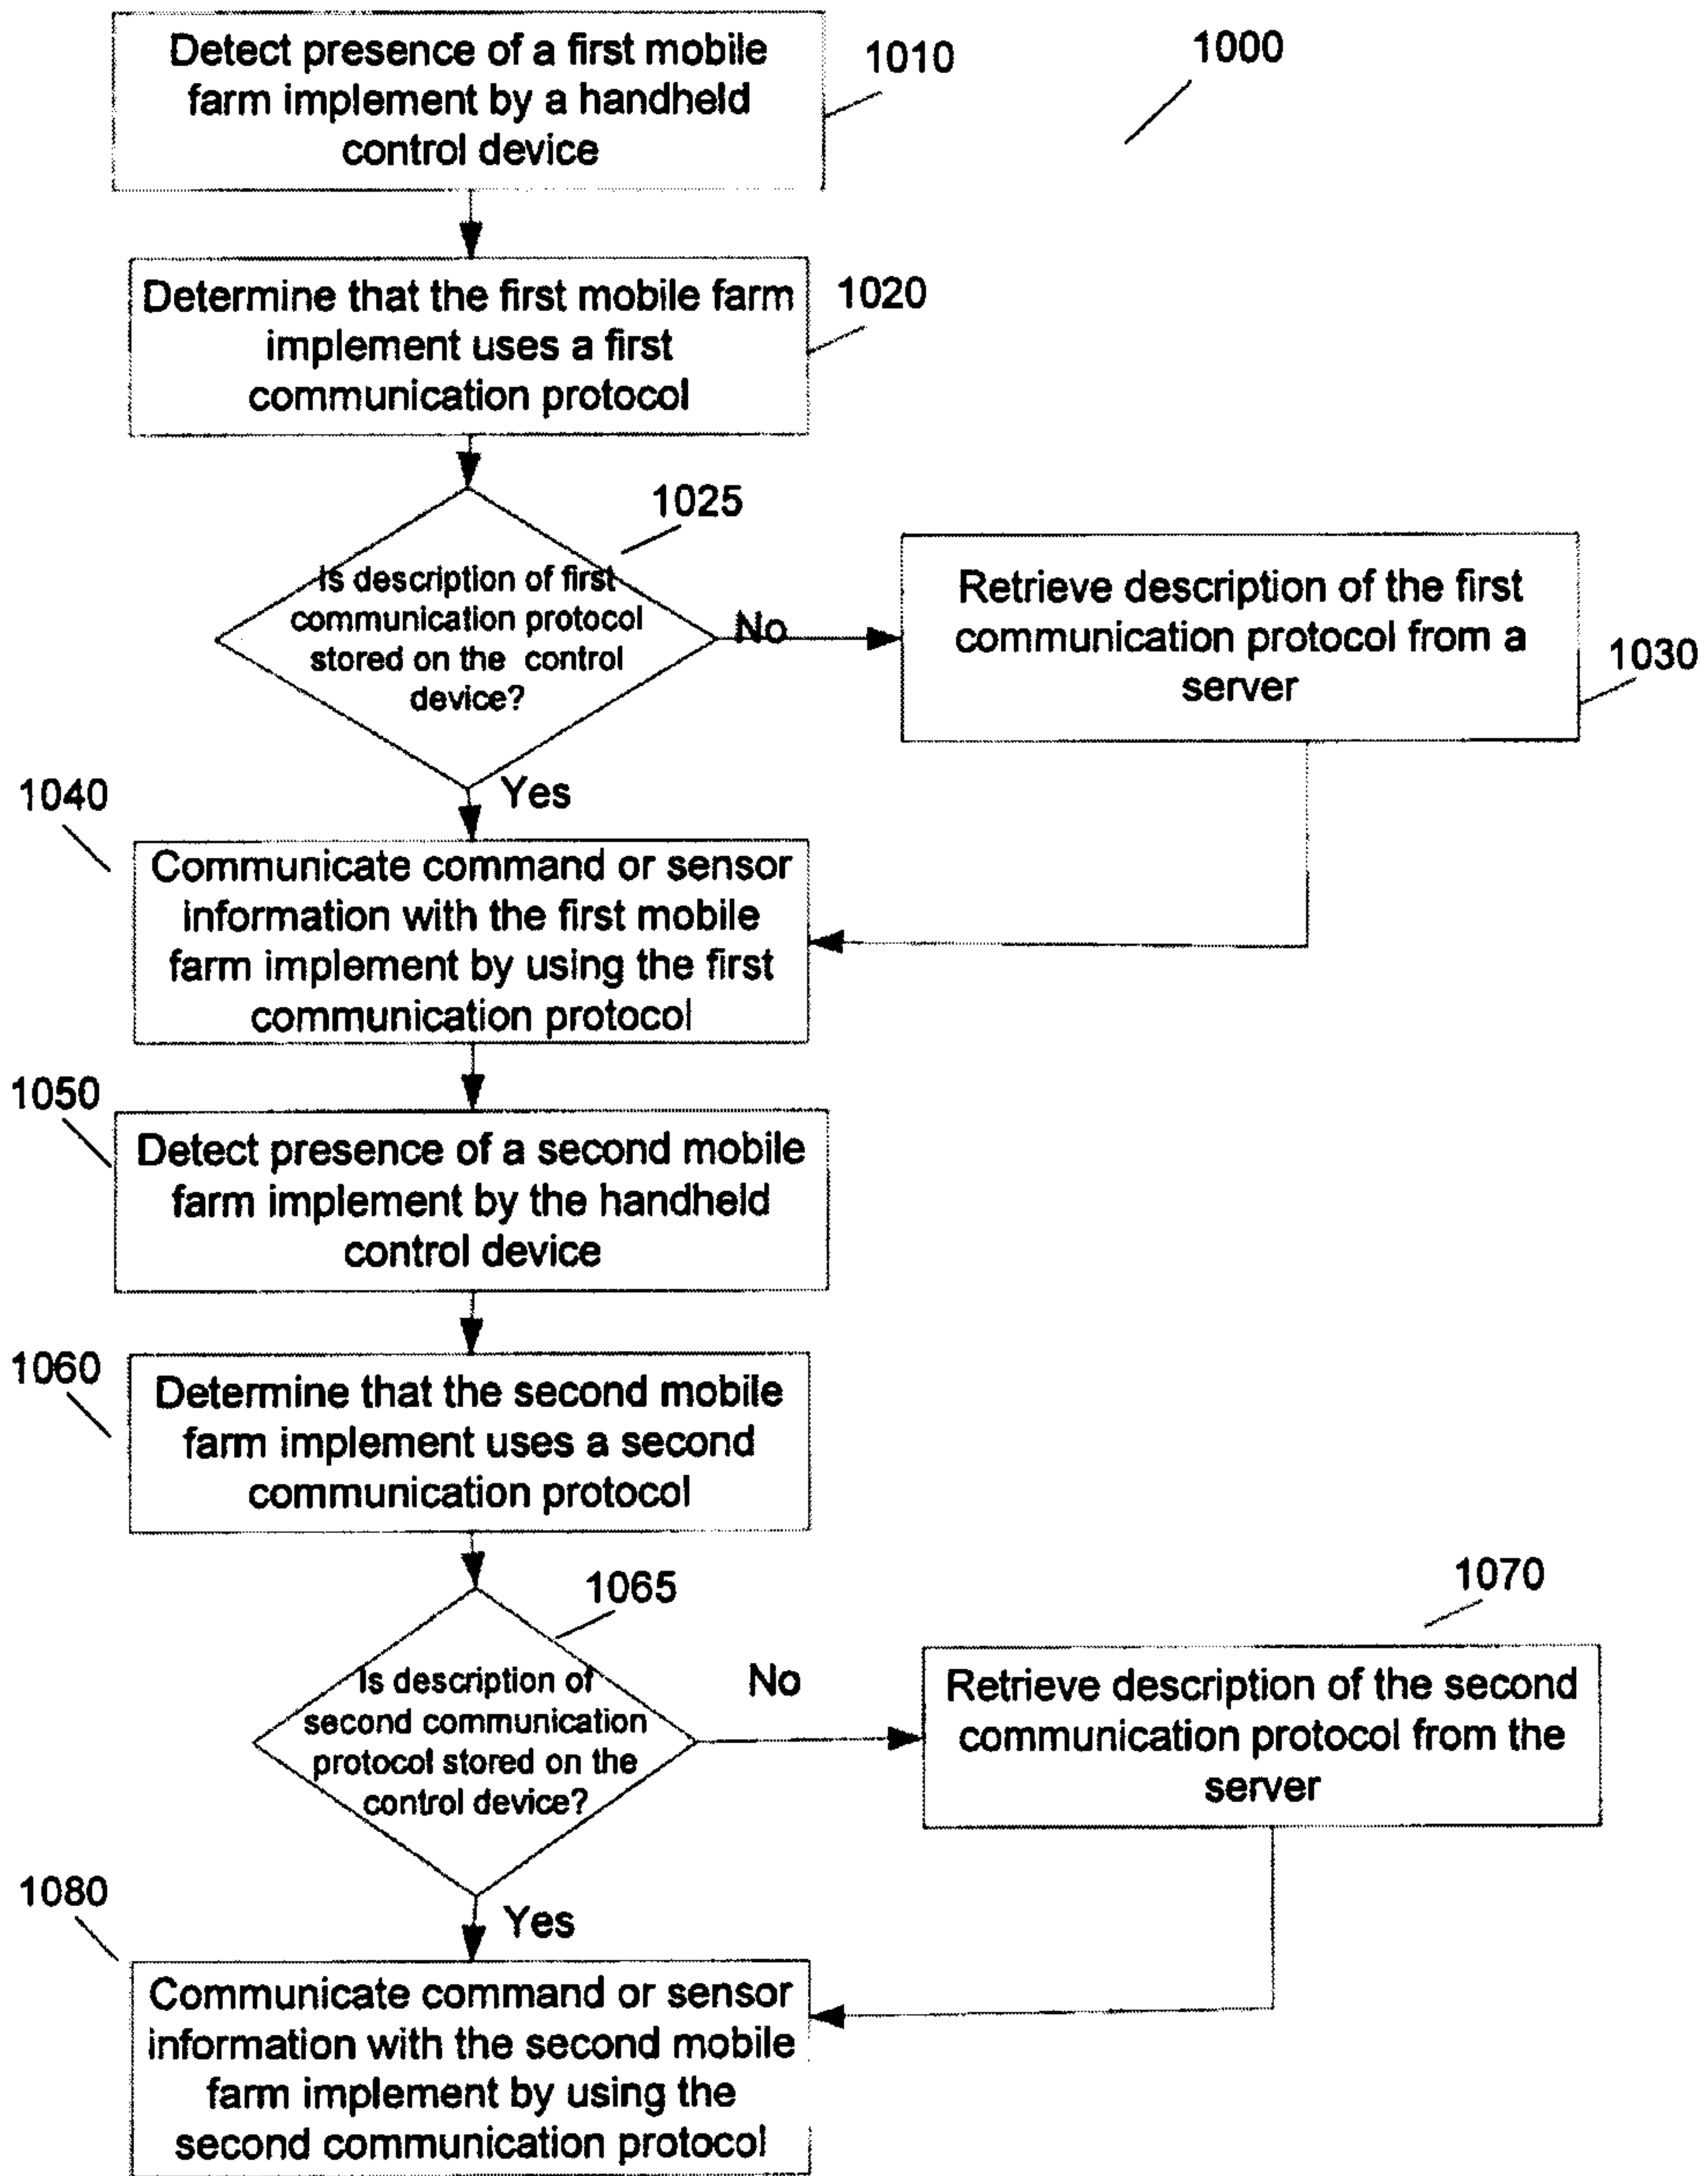 Detect presence of a first mobile
farm implement by a handheld
control device
1010
1000
Determine that the first mobile farm
implement uses a first
communication protocol
1020
1025
Is description of first
communication protocol
stored on the control
device?
No
Retrieve description of the first
communication protocol from a
server
1030
Yes
1040
Communicate command or sensor
information with the first mobile
farm implement by using the first
communication protocol
1050
Detect presence of a second mobile
farm implement by the handheld
control device
1060
Determine that the second mobile
farm implement uses a second
communication protocol
1065
Is description of
second communication
protocol stored on the
control device?
No
1070
Retrieve description of the second
communication protocol from the
server
Yes
1080
Communicate command or sensor
information with the second mobile
farm implement by using the
second communication protocol